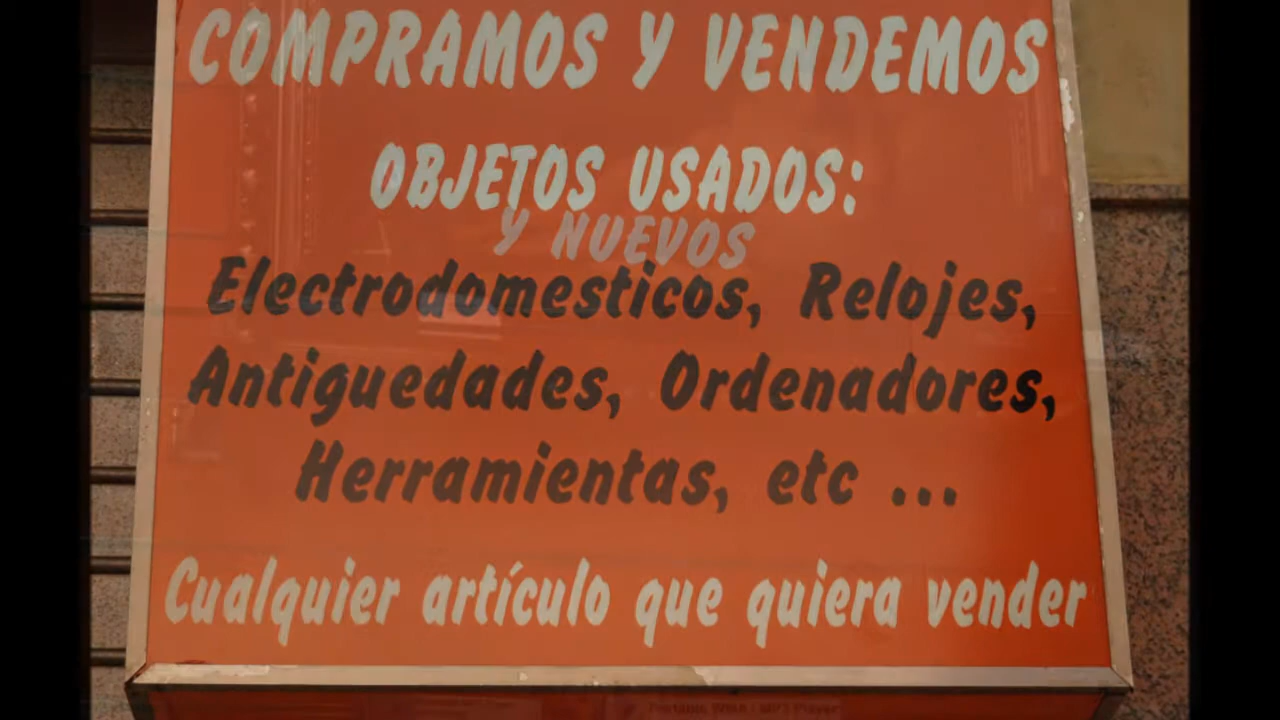 COMPRAMOS Y VENDEMOS
OBJETOS USADOS:
Y NUEVOS
Electrodomesticos, Relojes,
Antiguedades, Ordenadores,
Herramientas, etc ...
Cualquier artículo que quiera vender